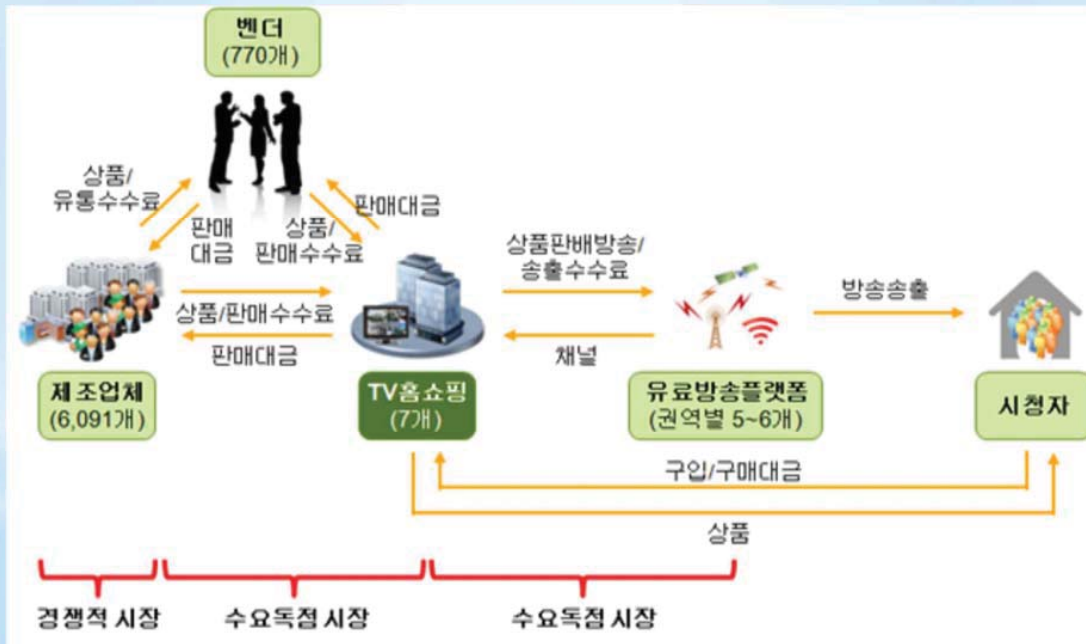 벤더
(770개)
상품/
유통수수료
판매
대금
상품/
판매수수료
판매대금
상품판배방송/
송출수수료
방송송출
상품/판매수수료
판매대금
채널
제조업체
(6,091개)
TV홈쇼핑
(7개)
유료방송플랫폼
(권역별 5~6개)
시청자
구입/구매대금
상품
경쟁적 시장
수요독점 시장
수요독점 시장